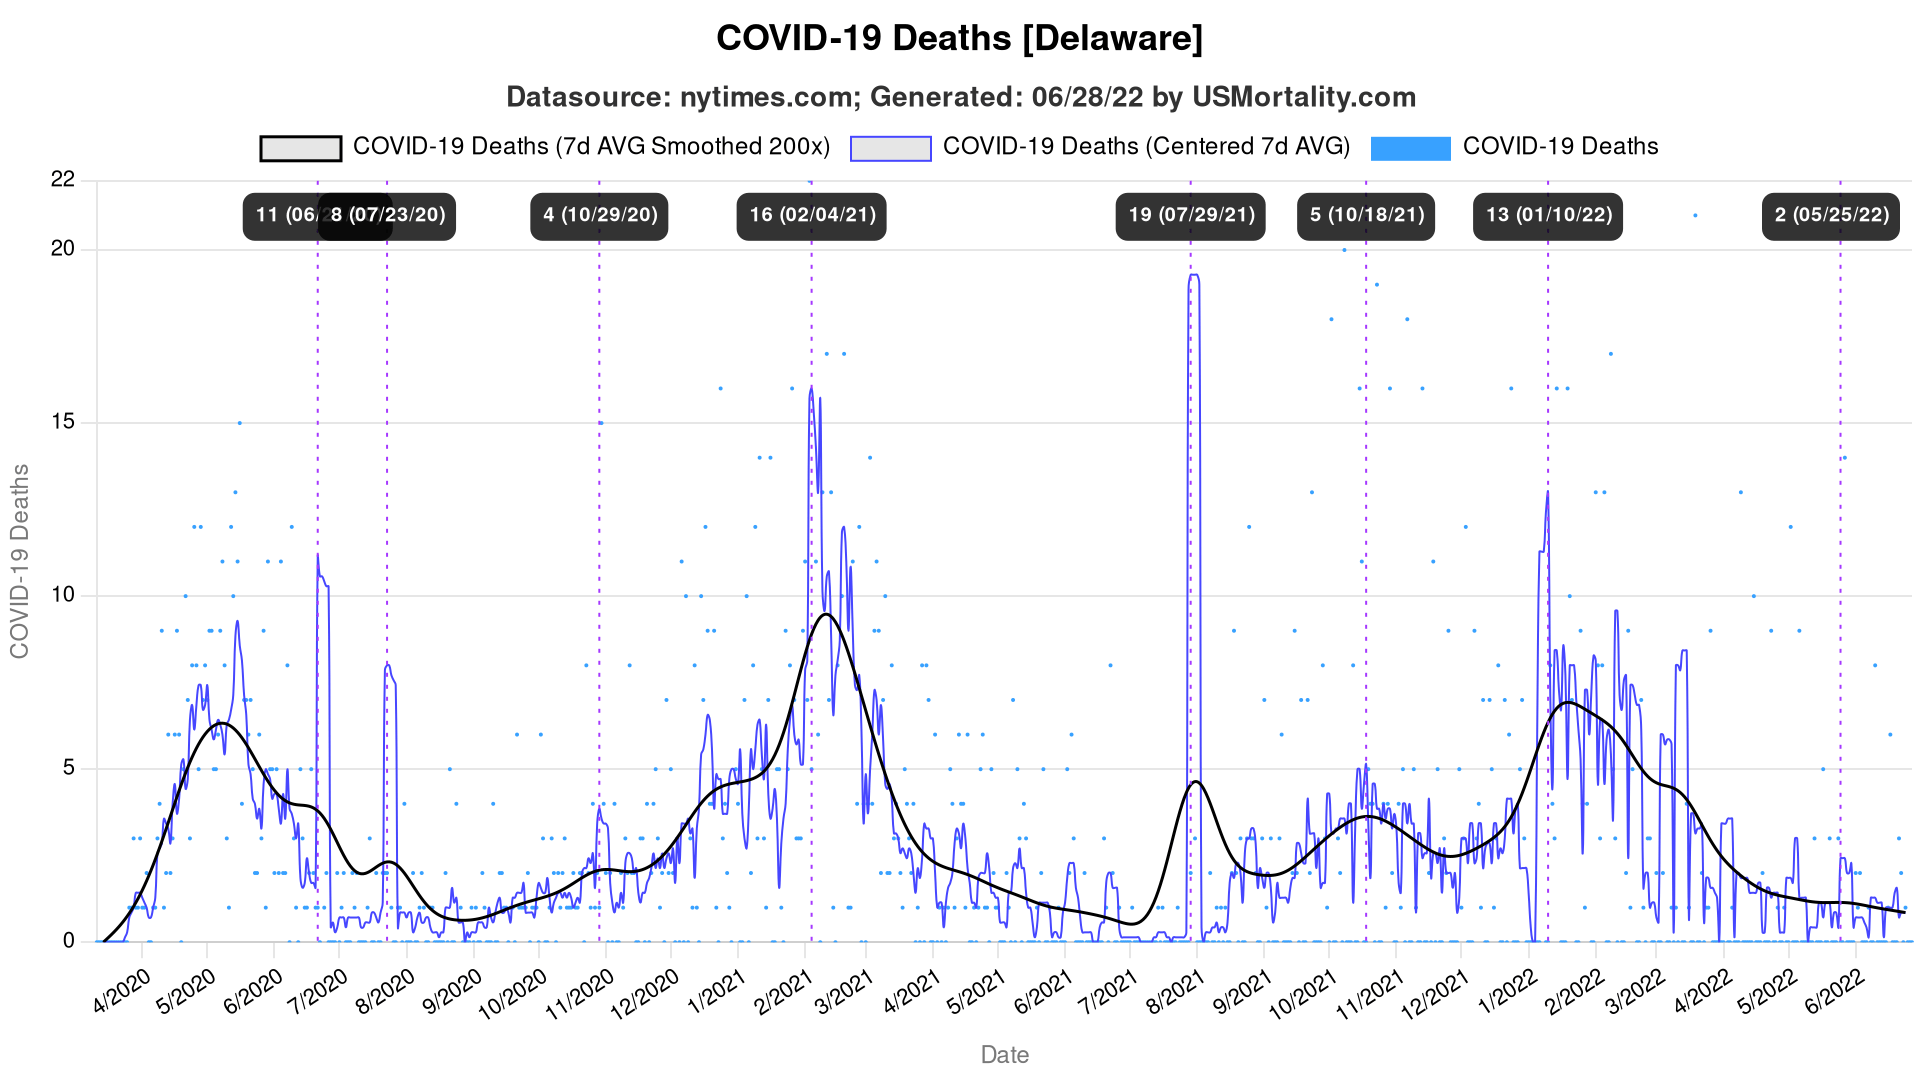 COVID-19 Deaths [Delaware]
Datasource: nytimes.com; Generated: 06/28/22 by USMortality.com
COVID-19 Deaths (7d AVG Smoothed 200x) COVID-19 Deaths (Centered 7d AVG) COVID-19 Deaths
22
11 (06/2 8 (07/23/20) 4 (10/29/20) 16 (02/04/21) 19 (07/29/21) 5 (10/18/21) 13 (01/10/22) 2 (05/25/22)
20
15
10
5
0
COVID-19 Deaths
4/2020 5/2020 6/2020 7/2020 8/2020 9/2020 10/2020 11/2020 12/2020 1/2021 2/2021 3/2021 4/2021 5/2021 6/2021 7/2021 8/2021 9/2021 10/2021 11/2021 12/2021 1/2022 2/2022 3/2022 4/2022 5/2022 6/2022
Date